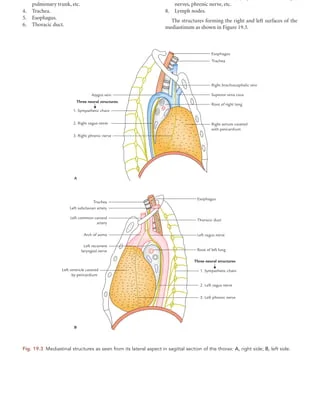 pulmonary trunk, etc.
4. Trachea.
5. Esophagus.
6. Thoracic duct.
nerves, phrenic nerve, etc.
8. Lymph nodes.
The structures forming the right and left surfaces of the
mediastinum as shown in Figure 19.3.
Esophagus
Trachea
Right brachiocephalic vein
Azygos vein
Superior vena cava
Three neural structures
Root of right lung
1. Sympathetic chain
2. Right vagus nerve
Right atrium covered
with pericardium
3. Right phrenic nerve
A
Esophagus
Trachea
Left subclavian artery
Left common carotid
artery
Thoracic duct
Arch of aorta
Left vagus nerve
Left recurrent
laryngeal nerve
Root of left lung
Three neural structures
Left ventricle covered
by pericardium
1. Sympathetic chain
2. Left vagus nerve
3. Left phrenic nerve
B
Fig. 19.3 Mediastinal structures as seen from its lateral aspect in sagittal section of the thorax: A, right side; B, left side.